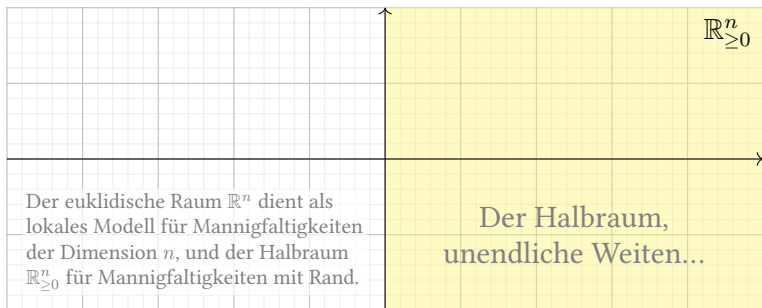 ℝⁿ≥0
Der euklidische Raum ℝⁿ dient als
lokales Modell für Mannigfaltigkeiten
der Dimension n, und der Halbraum
ℝⁿ≥0 für Mannigfaltigkeiten mit Rand.
Der Halbraum,
unendliche Weiten...